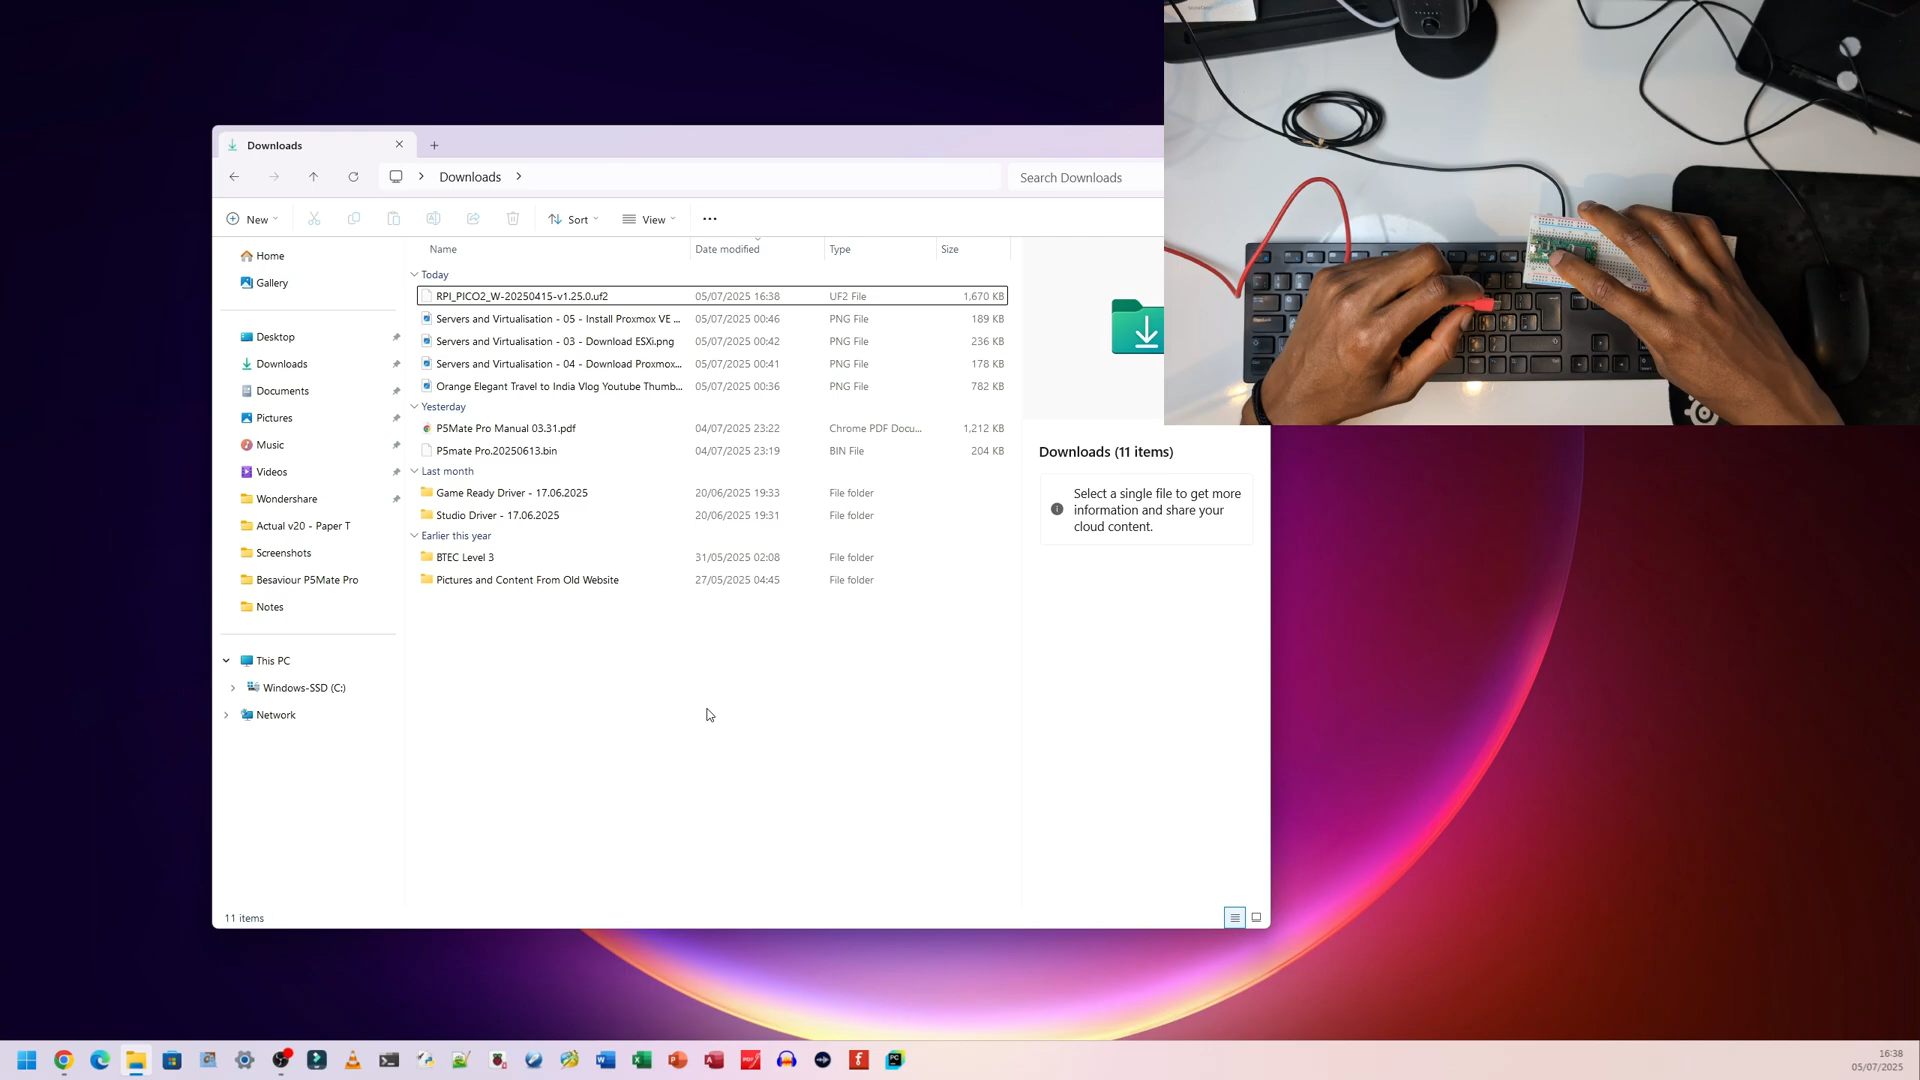 Downloads
Downloads
Search Downloads
New
Sort
View
Name
Date modified
Type
Size
Home
Gallery
Desktop
Downloads
Documents
Pictures
Music
Videos
Wondershare
Actual v20 - Paper T
Screenshots
Besaviour P5Mate Pro
Notes
This PC
Windows-SSD (C:)
Network
Today
RPI_PICO2_W-20250415-v1.25.0.uf2 05/07/2025 16:38 UF2 File 1,670 KB
Servers and Virtualisation - 05 - Install Proxmox VE ... 05/07/2025 00:46 PNG File 189 KB
Servers and Virtualisation - 03 - Download ESXi.png 05/07/2025 00:42 PNG File 236 KB
Servers and Virtualisation - 04 - Download Proxmox... 05/07/2025 00:41 PNG File 178 KB
Orange Elegant Travel to India Vlog Youtube Thumb... 05/07/2025 00:36 PNG File 782 KB
Yesterday
P5Mate Pro Manual 03.31.pdf 04/07/2025 23:22 Chrome PDF Docu... 1,212 KB
P5mate Pro.20250613.bin 04/07/2025 23:19 BIN File 204 KB
Last month
Game Ready Driver - 17.06.2025 20/06/2025 19:33 File folder
Studio Driver - 17.06.2025 20/06/2025 19:31 File folder
Earlier this year
BTEC Level 3 31/05/2025 02:08 File folder
Pictures and Content From Old Website 27/05/2025 04:45 File folder
Downloads (11 items)
Select a single file to get more
information and share your
cloud content.
11 items
16:38
05/07/2025